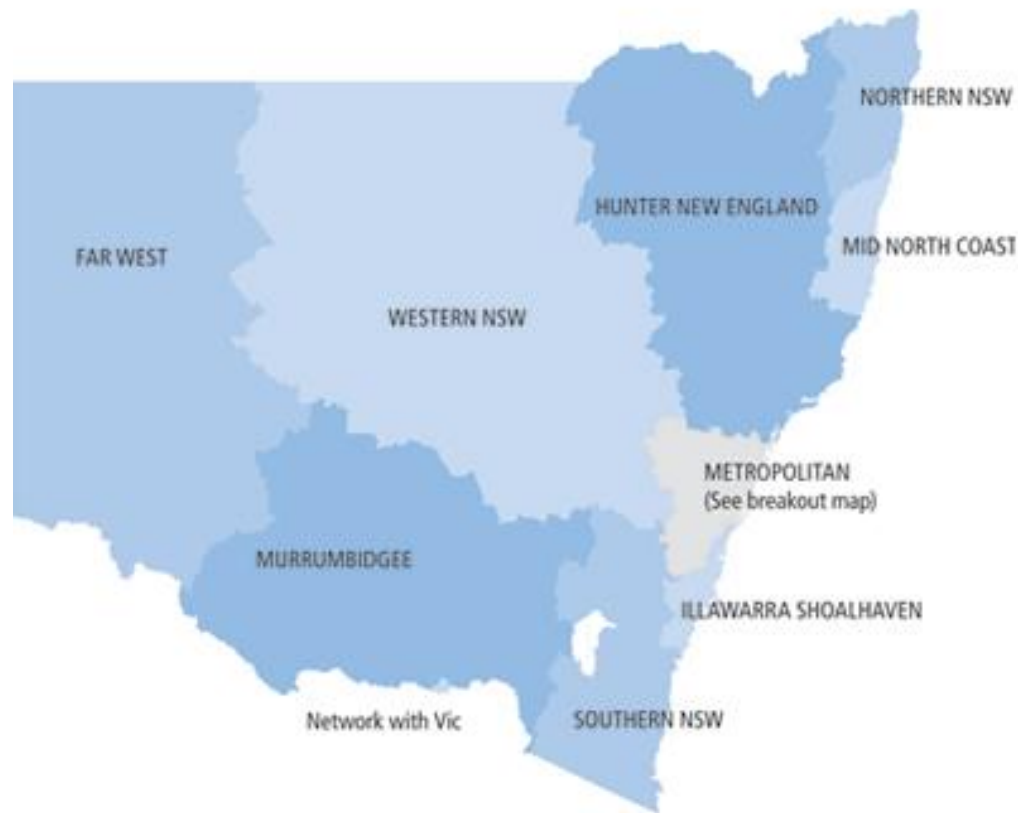 NORTHERN NSW
HUNTER NEW ENGLAND
MID NORTH COAST
FAR WEST
WESTERN NSW
METROPOLITAN
(See breakout map)
MURRUMBIDGEE
ILLAWARRA SHOALHAVEN
Network with Vic
SOUTHERN NSW